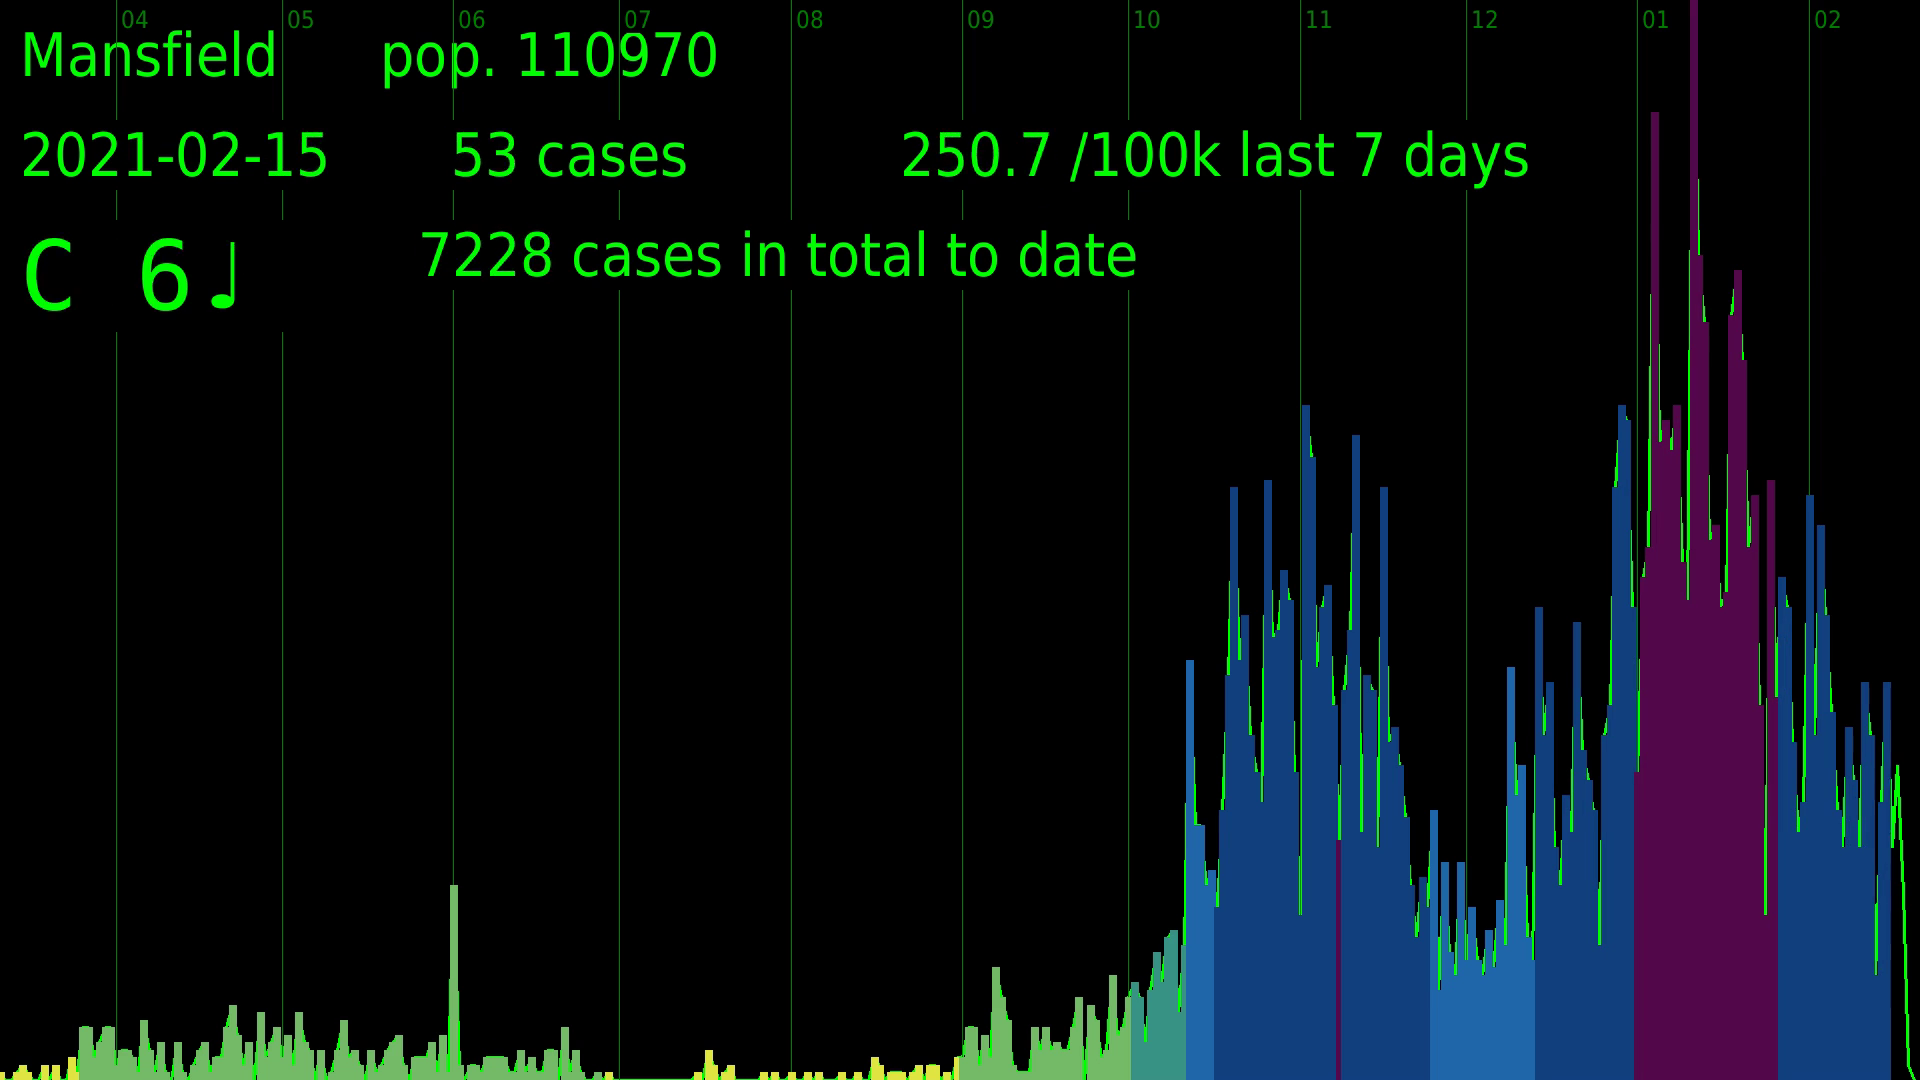 04 05 06 07 08 09 10 11 12 01 02
Mansfield pop. 110970
2021-02-15 53 cases 250.7 /100k last 7 days
C 6♩ 7228 cases in total to date